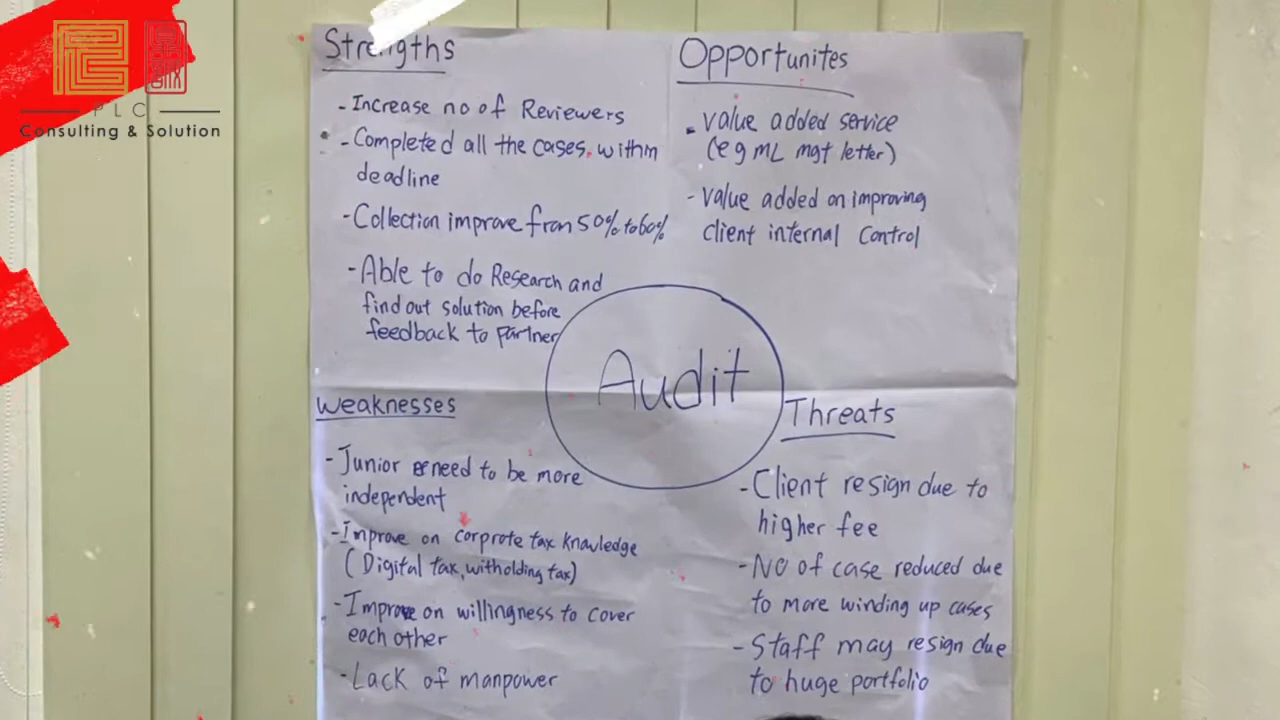 PLC
Consulting & Solution
Strengths
- Increase no of Reviewers
- Completed all the cases within
deadline
- Collection improve from 50% to 60%
- Able to do Research and
find out solution before
feedback to partner
Opportunites
- value added service
(eg ML mgt letter)
- value added on improving
client internal control
Audit
Weaknesses
- Junior need to be more
independent
- Improve on corprote tax knowledge
(Digital tax, witholding tax)
- Improve on willingness to cover
each other
- Lack of manpower
Threats
- Client resign due to
higher fee
- No of case reduced due
to more winding up cases
- Staff may resign due
to huge portfolio